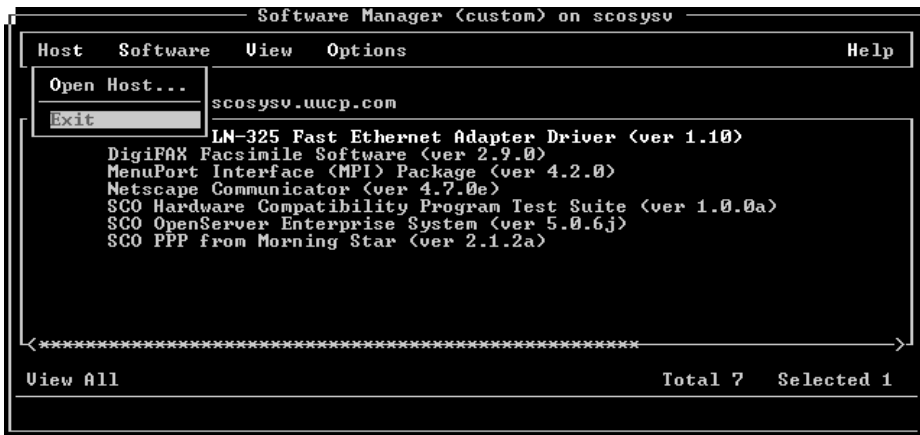 Software Manager (custom) on scosysv
Host Software View Options Help
Open Host...
scosysv.uucp.com
Exit
LN-325 Fast Ethernet Adapter Driver (ver 1.10)
DigiFAX Facsimile Software (ver 2.9.0)
MenuPort Interface (MPI) Package (ver 4.2.0)
Netscape Communicator (ver 4.7.0e)
SCO Hardware Compatibility Program Test Suite (ver 1.0.0a)
SCO OpenServer Enterprise System (ver 5.0.6j)
SCO PPP from Morning Star (ver 2.1.2a)
<*****************************************************>
View All Total 7 Selected 1